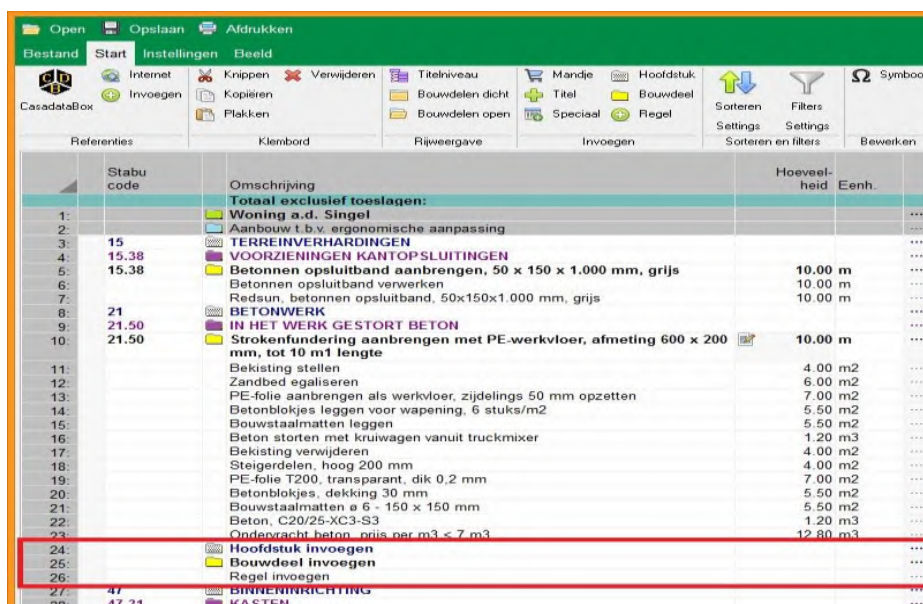 Open Opslaan Afdrukken
Bestand Start Instellingen Beeld
CDB
CasadataBox
Internet
Invoegen
Referenties
Knippen Verwijderen
Kopiëren
Plakken
Klembord
Titelniveau
Bouwdelen dicht
Bouwdelen open
Rijweergave
Mandje Hoofdstuk
Titel Bouwdeel
Speciaal Regel
Invoegen
Sorteren Filters
Settings Settings
Sorteren en filters
Ω Symboo
Bewerken
Stabu code Omschrijving Hoeveel-heid Eenh.
Totaal exclusief toeslagen:
1: Woning a.d. Singel ...
2: Aanbouw t.b.v. ergonomische aanpassing ...
3: 15 TERREINVERHARDINGEN ...
4: 15.38 VOORZIENINGEN KANTOPSLUITINGEN ...
5: 15.38 Betonnen opsluitband aanbrengen, 50 x 150 x 1.000 mm, grijs 10.00 m ...
6: Betonnen opsluitband verwerken 10.00 m ...
7: Redsun, betonnen opsluitband, 50x150x1.000 mm, grijs 10.00 m ...
8: 21 BETONWERK ...
9: 21.50 IN HET WERK GESTORT BETON ...
10: 21.50 Strokenfundering aanbrengen met PE-werkvloer, afmeting 600 x 200 10.00 m ...
mm, tot 10 m1 lengte
11: Bekisting stellen 4.00 m2 ...
12: Zandbed egaliseren 6.00 m2 ...
13: PE-folie aanbrengen als werkvloer, zijdelings 50 mm opzetten 7.00 m2 ...
14: Betonblokjes leggen voor wapening, 6 stuks/m2 5.50 m2 ...
15: Bouwstaalmatten leggen 5.50 m2 ...
16: Beton storten met kruiwagen vanuit truckmixer 1.20 m3 ...
17: Bekisting verwijderen 4.00 m2 ...
18: Steigerdelen, hoog 200 mm 4.00 m2 ...
19: PE-folie T200, transparant, dik 0,2 mm 7.00 m2 ...
20: Betonblokjes, dekking 30 mm 5.50 m2 ...
21: Bouwstaalmatten ø 6 - 150 x 150 mm 5.50 m2 ...
22: Beton, C20/25-XC3-S3 1.20 m3 ...
23: Ondervracht beton, prijs per m3 < 7 m3 12.80 m3 ...
24: Hoofdstuk invoegen ...
25: Bouwdeel invoegen ...
26: Regel invoegen ...
27: 47 BINNENINRICHTING ...
28: 47.31 KASTEN